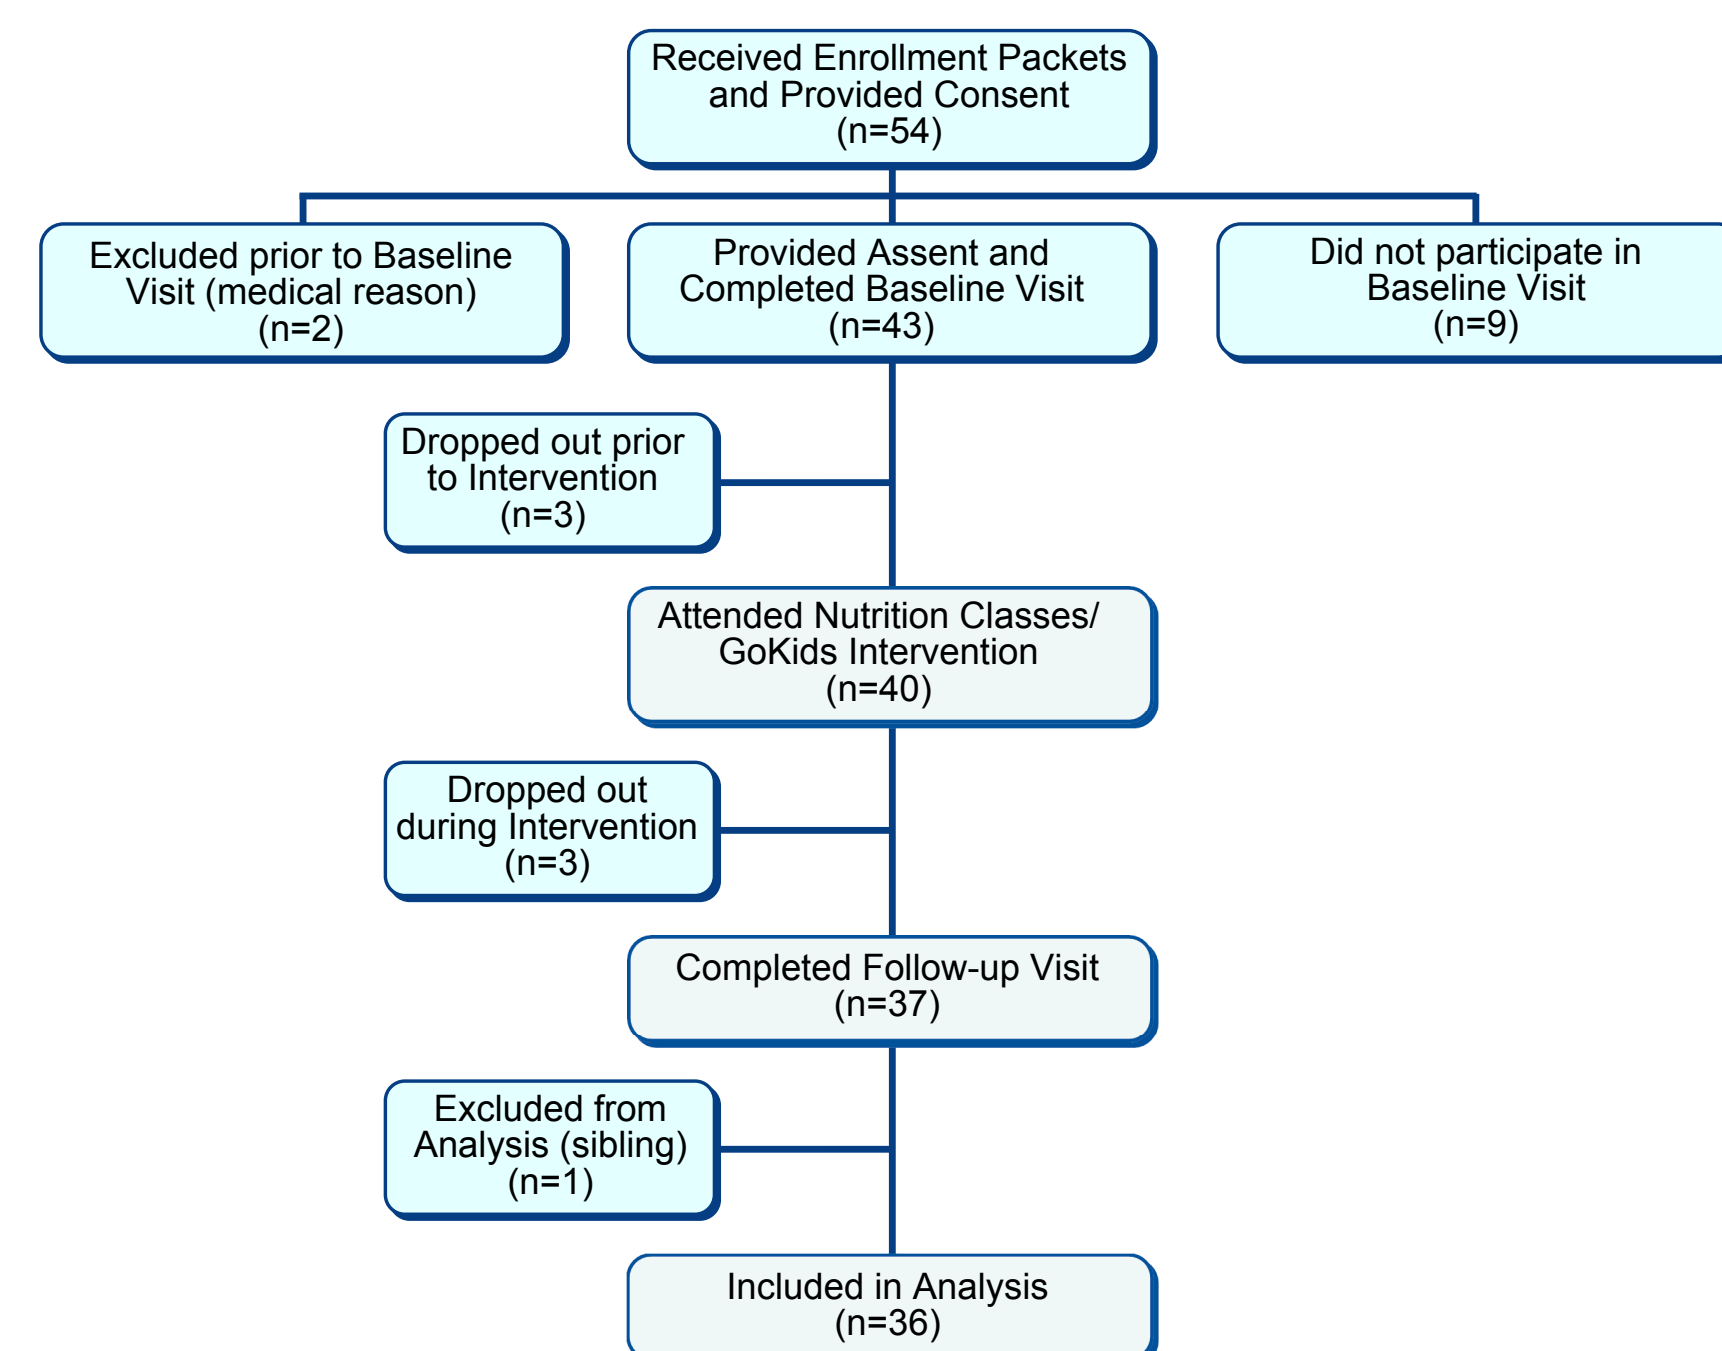 Received Enrollment Packets
and Provided Consent
(n=54)
Excluded prior to Baseline
Visit (medical reason)
(n=2)
Provided Assent and
Completed Baseline Visit
(n=43)
Did not participate in
Baseline Visit
(n=9)
Dropped out prior
to Intervention
(n=3)
Attended Nutrition Classes/
GoKids Intervention
(n=40)
Dropped out
during Intervention
(n=3)
Completed Follow-up Visit
(n=37)
Excluded from
Analysis (sibling)
(n=1)
Included in Analysis
(n=36)